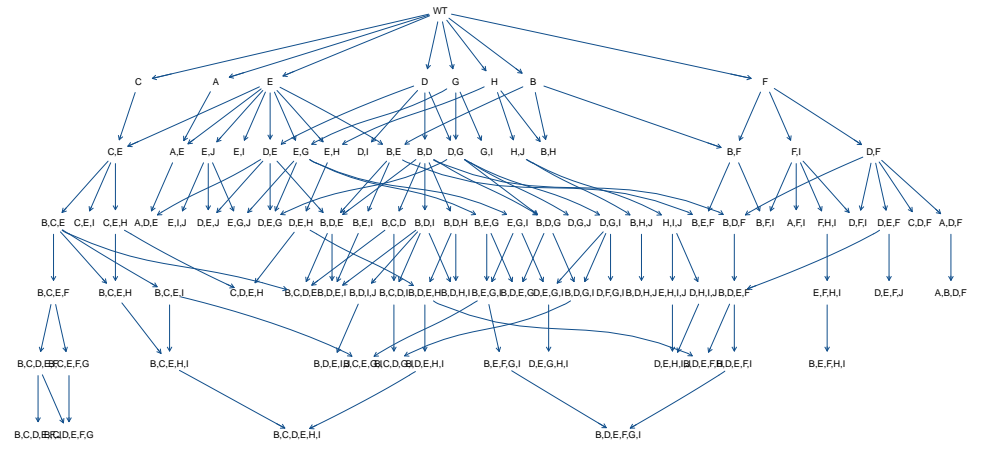 WT
C A E D G H B F
C,E A,E E,J E,I D,E E,G E,H D,I B,E B,D D,G G,I H,J B,H B,F F,I D,F
B,C,E C,E,I C,E,H A,D,E E,I,J D,E,J E,G,J D,E,G D,E,H B,D,E B,E,I B,C,D B,D,I B,D,H B,E,G E,G,I B,D,G D,G,J D,G,I B,H,J H,I,J B,E,F B,D,F B,F,I A,F,I F,H,I D,F,I D,E,F C,D,F A,D,F
B,C,E,F B,C,E,H B,C,E,I C,D,E,H B,C,D,E B,D,E,I B,D,I,J B,C,D,I B,D,E,H B,D,H,I B,E,G,I B,D,E,G D,E,G,I B,D,G,I D,F,G,I B,D,H,J E,H,I,J D,H,I,J B,D,E,F E,F,H,I D,E,F,J A,B,D,F
B,C,E,F,G B,C,E,H,I B,D,E,H,I B,E,F,G,I D,E,G,H,I B,D,E,F,I B,E,F,H,I
B,C,D,E,F,G B,C,D,E,H,I B,D,E,F,G,I